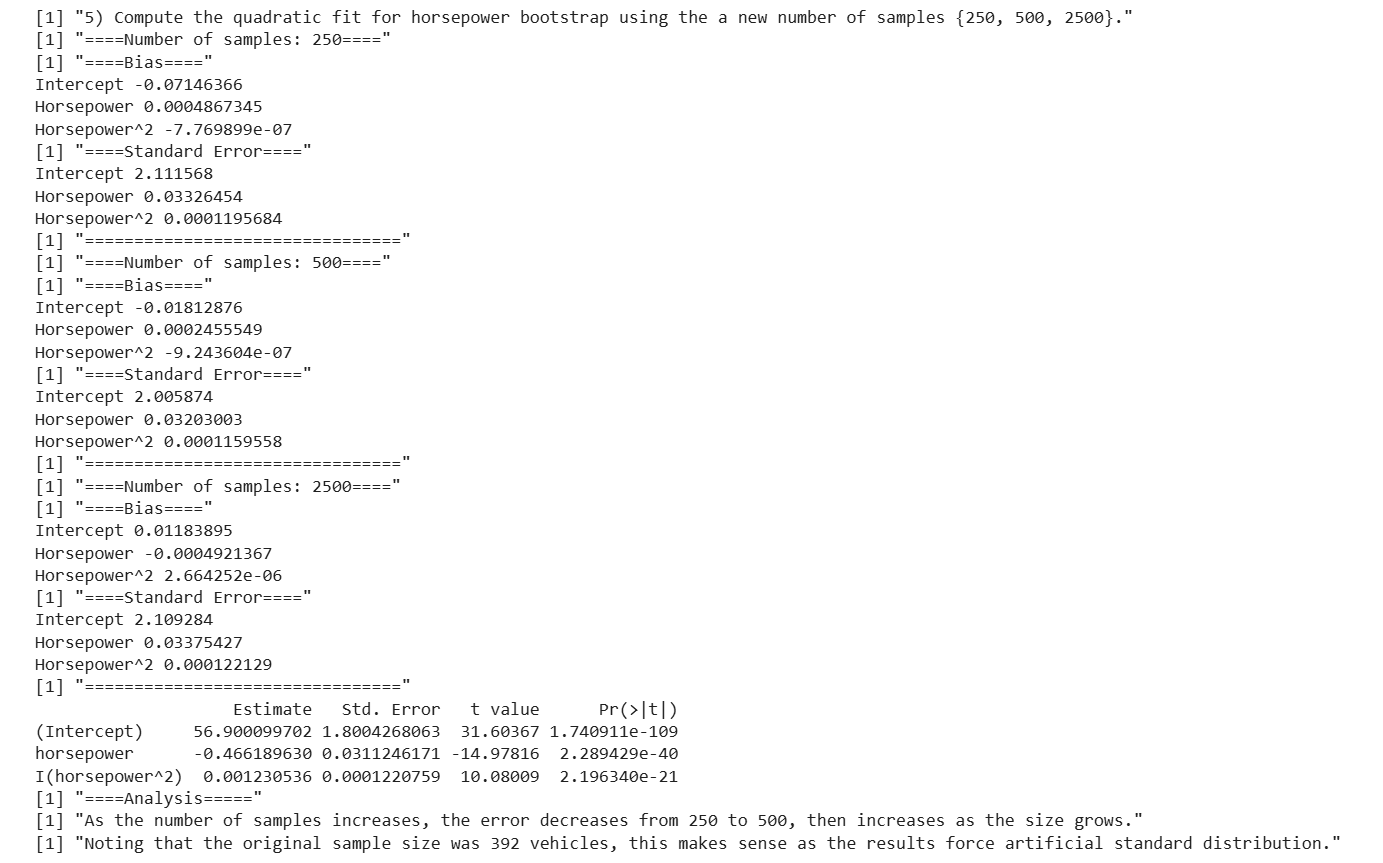 [1] "5) Compute the quadratic fit for horsepower bootstrap using the a new number of samples {250, 500, 2500}."
[1] "====Number of samples: 250===="
[1] "====Bias===="
Intercept -0.07146366
Horsepower 0.0004867345
Horsepower^2 -7.769899e-07
[1] "====Standard Error===="
Intercept 2.111568
Horsepower 0.03326454
Horsepower^2 0.0001195684
[1] "================================"
[1] "====Number of samples: 500===="
[1] "====Bias===="
Intercept -0.01812876
Horsepower 0.0002455549
Horsepower^2 -9.243604e-07
[1] "====Standard Error===="
Intercept 2.005874
Horsepower 0.03203003
Horsepower^2 0.0001159558
[1] "================================"
[1] "====Number of samples: 2500===="
[1] "====Bias===="
Intercept 0.01183895
Horsepower -0.0004921367
Horsepower^2 2.664252e-06
[1] "====Standard Error===="
Intercept 2.109284
Horsepower 0.03375427
Horsepower^2 0.000122129
[1] "================================"
Estimate Std. Error t value Pr(>|t|)
(Intercept) 56.900099702 1.8004268063 31.60367 1.740911e-109
horsepower -0.466189630 0.0311246171 -14.97816 2.289429e-40
I(horsepower^2) 0.001230536 0.0001220759 10.08009 2.196340e-21
[1] "====Analysis====="
[1] "As the number of samples increases, the error decreases from 250 to 500, then increases as the size grows."
[1] "Noting that the original sample size was 392 vehicles, this makes sense as the results force artificial standard distribution."